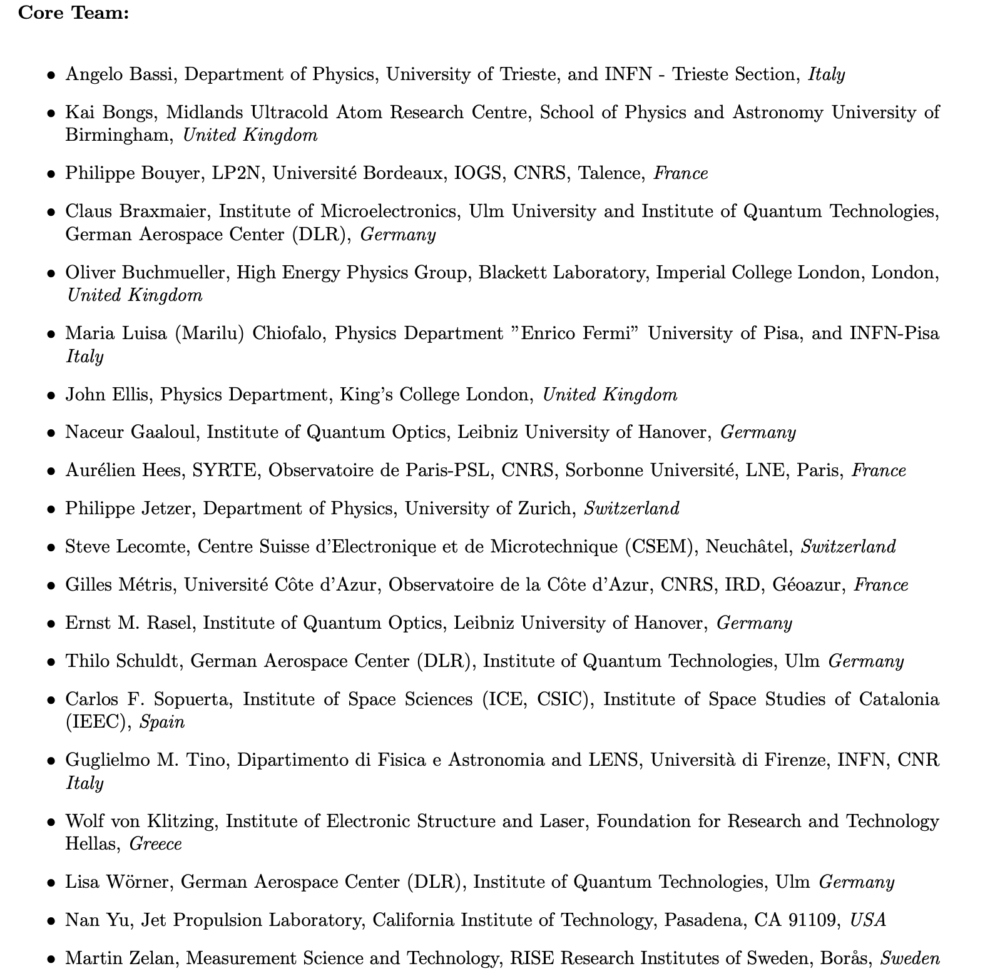 Core Team:
• Angelo Bassi, Department of Physics, University of Trieste, and INFN - Trieste Section, Italy
• Kai Bongs, Midlands Ultracold Atom Research Centre, School of Physics and Astronomy University of
Birmingham, United Kingdom
• Philippe Bouyer, LP2N, Université Bordeaux, IOGS, CNRS, Talence, France
• Claus Braxmaier, Institute of Microelectronics, Ulm University and Institute of Quantum Technologies,
German Aerospace Center (DLR), Germany
• Oliver Buchmueller, High Energy Physics Group, Blackett Laboratory, Imperial College London, London,
United Kingdom
• Maria Luisa (Marilu) Chiofalo, Physics Department ”Enrico Fermi” University of Pisa, and INFN-Pisa
Italy
• John Ellis, Physics Department, King’s College London, United Kingdom
• Naceur Gaaloul, Institute of Quantum Optics, Leibniz University of Hanover, Germany
• Aurélien Hees, SYRTE, Observatoire de Paris-PSL, CNRS, Sorbonne Université, LNE, Paris, France
• Philippe Jetzer, Department of Physics, University of Zurich, Switzerland
• Steve Lecomte, Centre Suisse d’Electronique et de Microtechnique (CSEM), Neuchâtel, Switzerland
• Gilles Métris, Université Côte d’Azur, Observatoire de la Côte d’Azur, CNRS, IRD, Géoazur, France
• Ernst M. Rasel, Institute of Quantum Optics, Leibniz University of Hanover, Germany
• Thilo Schuldt, German Aerospace Center (DLR), Institute of Quantum Technologies, Ulm Germany
• Carlos F. Sopuerta, Institute of Space Sciences (ICE, CSIC), Institute of Space Studies of Catalonia
(IEEC), Spain
• Guglielmo M. Tino, Dipartimento di Fisica e Astronomia and LENS, Università di Firenze, INFN, CNR
Italy
• Wolf von Klitzing, Institute of Electronic Structure and Laser, Foundation for Research and Technology
Hellas, Greece
• Lisa Wörner, German Aerospace Center (DLR), Institute of Quantum Technologies, Ulm Germany
• Nan Yu, Jet Propulsion Laboratory, California Institute of Technology, Pasadena, CA 91109, USA
• Martin Zelan, Measurement Science and Technology, RISE Research Institutes of Sweden, Borås, Sweden